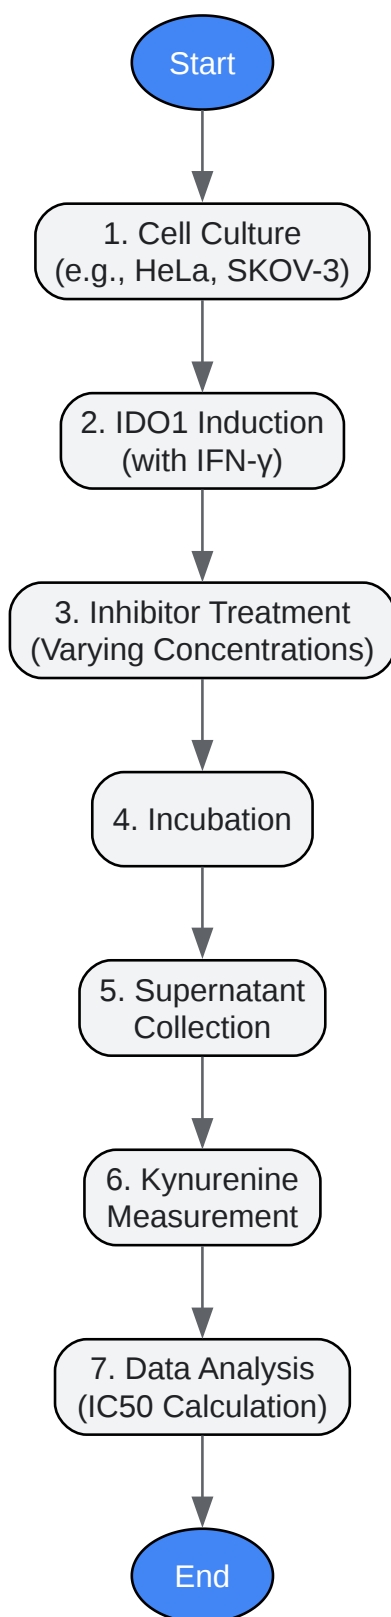 Start
1. Cell Culture
(e.g., HeLa, SKOV-3)
2. IDO1 Induction
(with IFN-γ)
3. Inhibitor Treatment
(Varying Concentrations)
4. Incubation
5. Supernatant
Collection
6. Kynurenine
Measurement
7. Data Analysis
(IC50 Calculation)
End